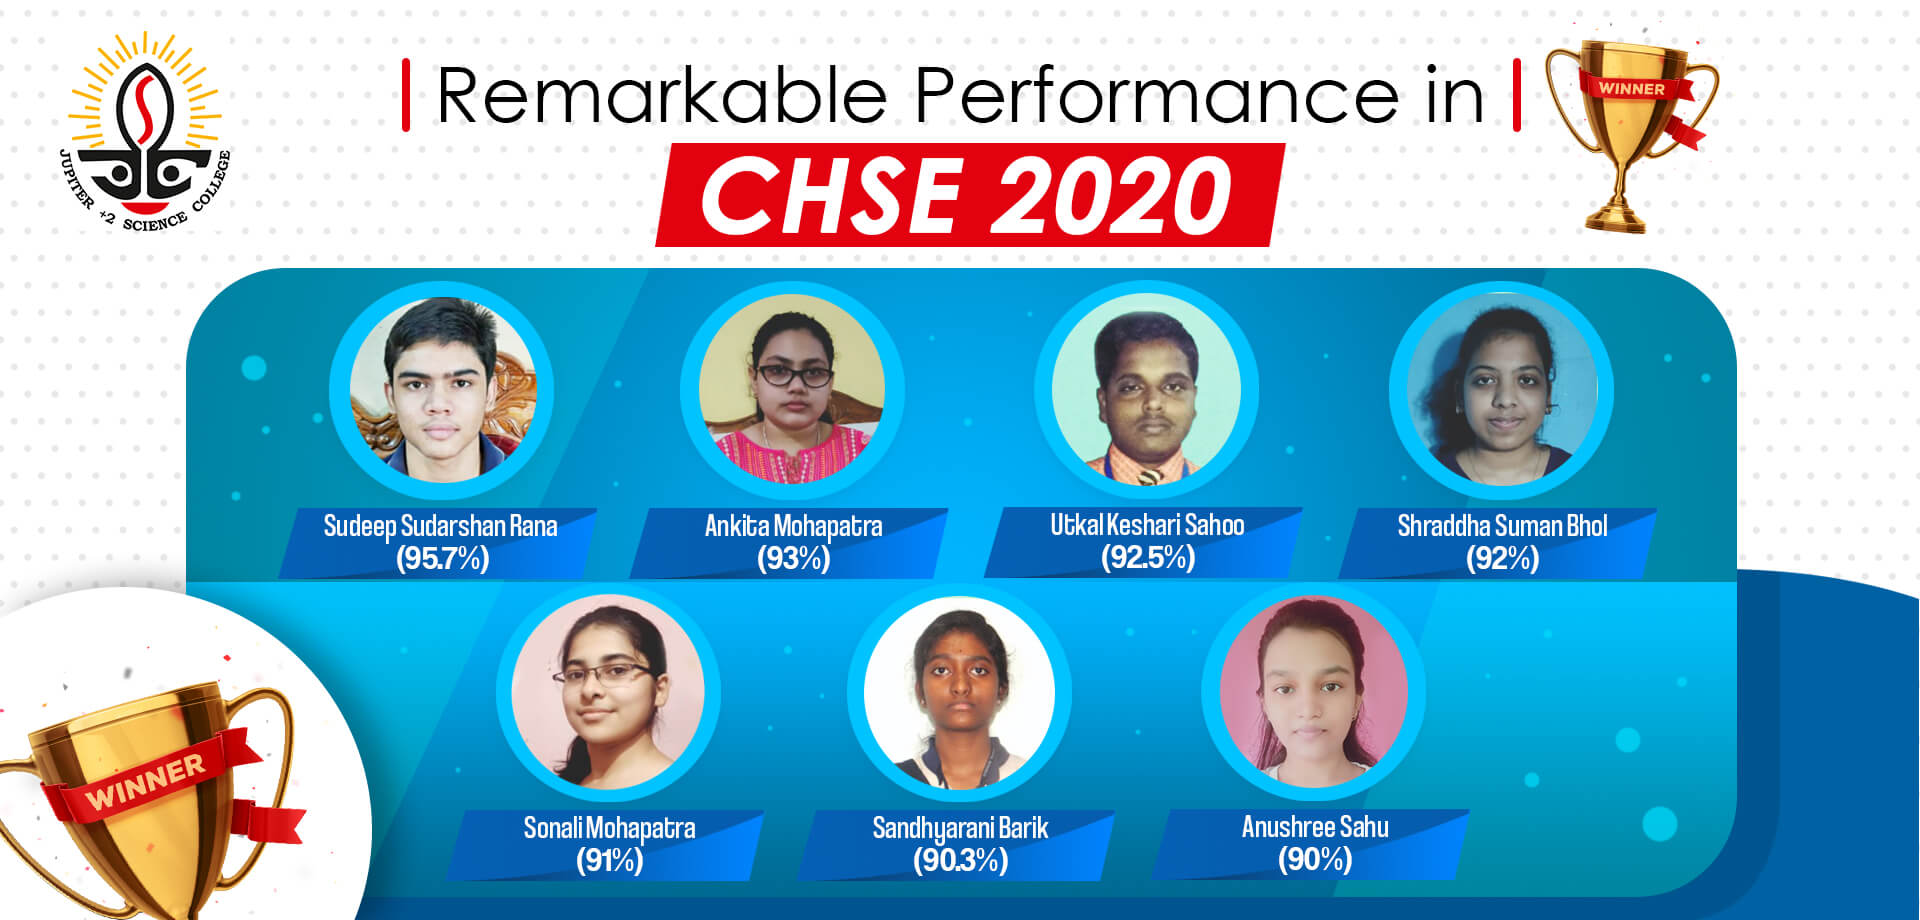 JUPITER +2 SCIENCE COLLEGE
Remarkable Performance in
CHSE 2020
WINNER
Sudeep Sudarshan Rana
(95.7%)
Ankita Mohapatra
(93%)
Utkal Keshari Sahoo
(92.5%)
Shraddha Suman Bhol
(92%)
Sonali Mohapatra
(91%)
Sandhyarani Barik
(90.3%)
Anushree Sahu
(90%)
WINNER